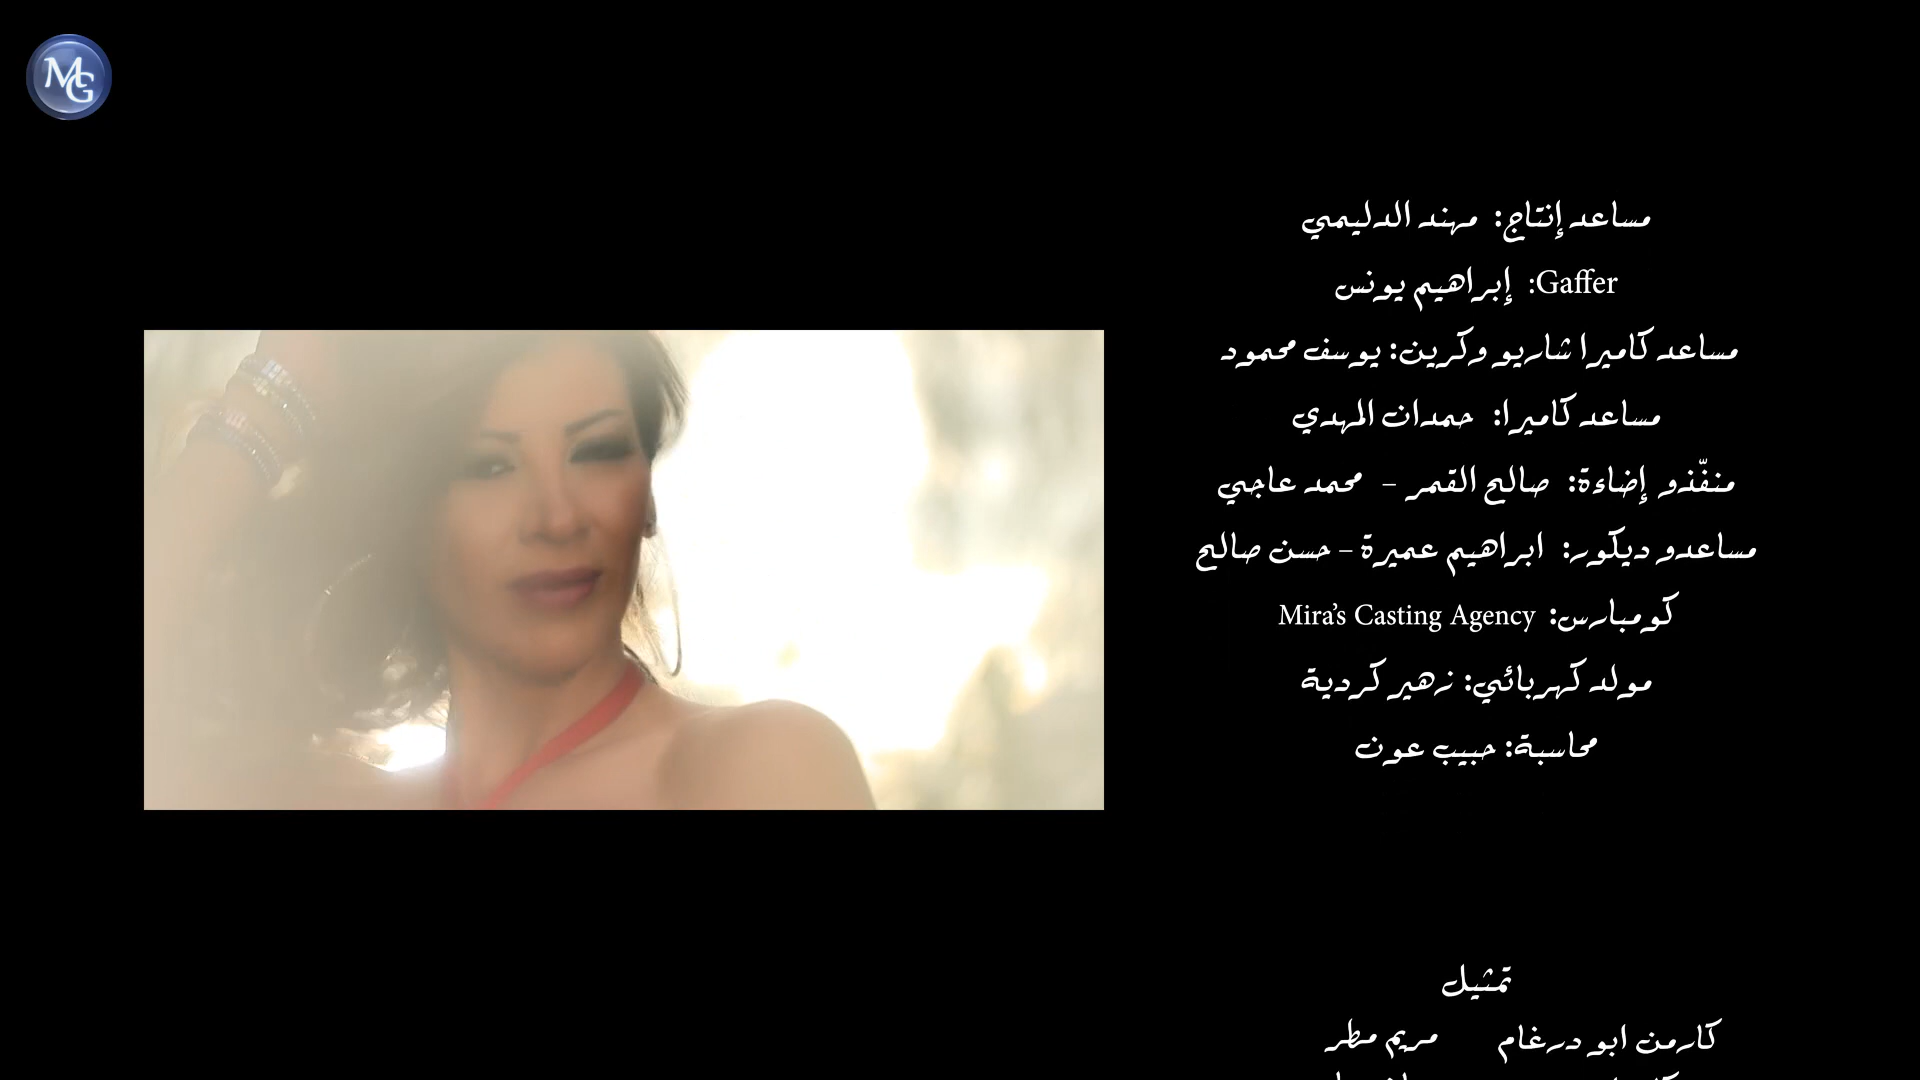 MG
مساعد إنتاج: مهند الدليمي
Gaffer: إبراهيم يونس
مساعد كاميرا شاريو وكرين: يوسف محمود
مساعد كاميرا: حمدان المهدي
منفّذو إضاءة: صالح القمر – محمد عاجي
مساعدو ديكور: ابراهيم عميرة – حسن صالح
كومبارس: Mira's Casting Agency
مولد كهربائي: زهير كردية
محاسبة: حبيب عون
تمثيل
كارمن ابو درغام مريم مطر